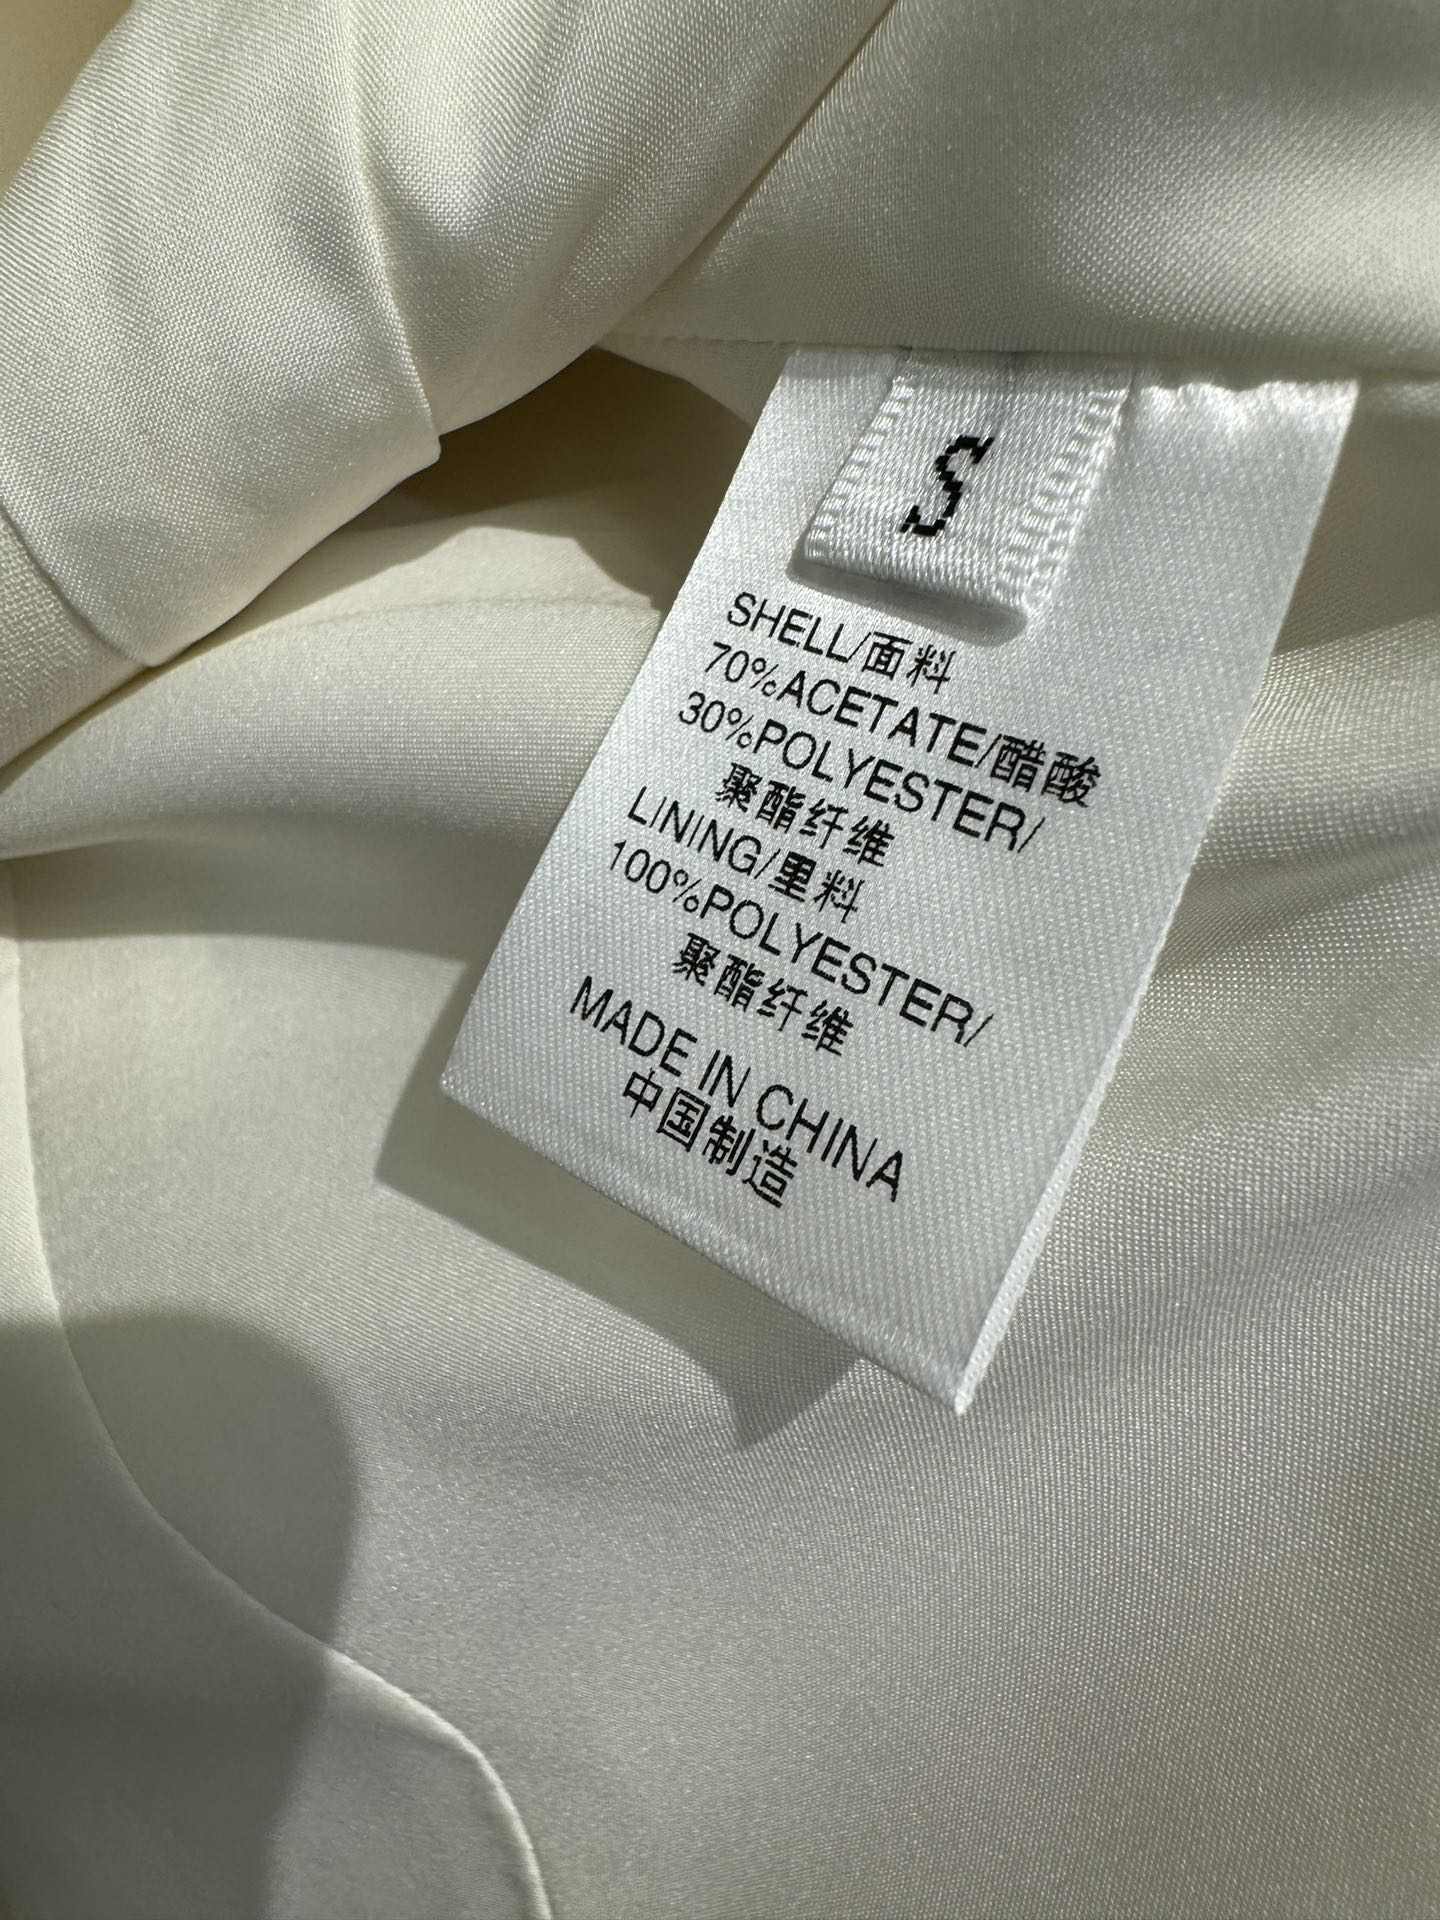 S
SHELL/面料
70%ACETATE/醋酸
30%POLYESTER/
聚酯纤维
LINING/里料
100%POLYESTER/
聚酯纤维
MADE IN CHINA
中国制造